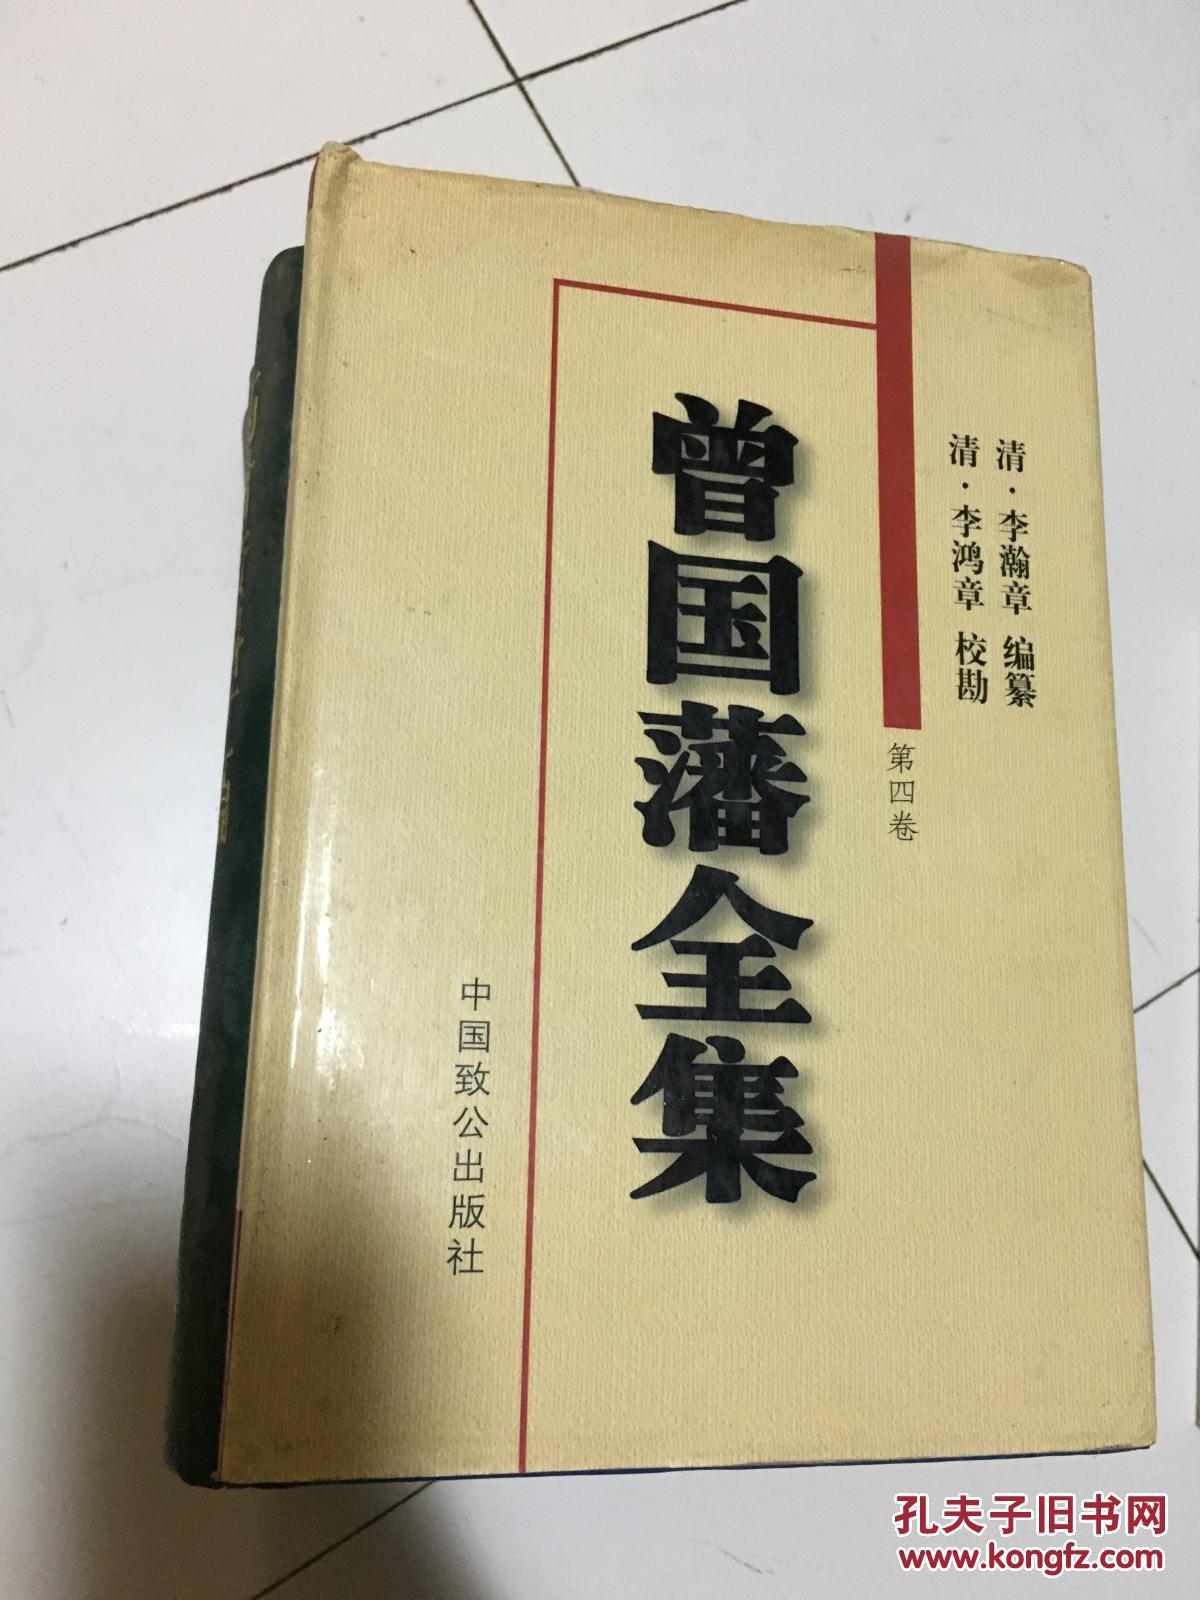 清·李瀚章 编纂
清·李鸿章 校勘
第四卷
曾国藩全集
中国致公出版社
孔夫子旧书网
www.kongfz.com